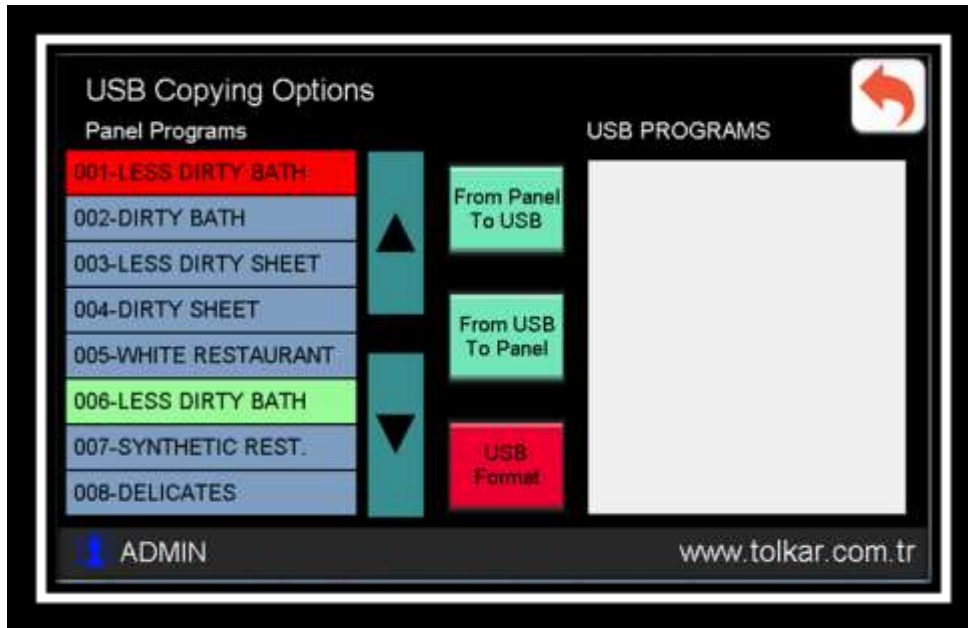 USB Copying Options
Panel Programs
USB PROGRAMS
001-LESS DIRTY BATH
002-DIRTY BATH
003-LESS DIRTY SHEET
004-DIRTY SHEET
005-WHITE RESTAURANT
006-LESS DIRTY BATH
007-SYNTHETIC REST.
008-DELICATES
From Panel
To USB
From USB
To Panel
USB
Format
ADMIN
www.tolkar.com.tr